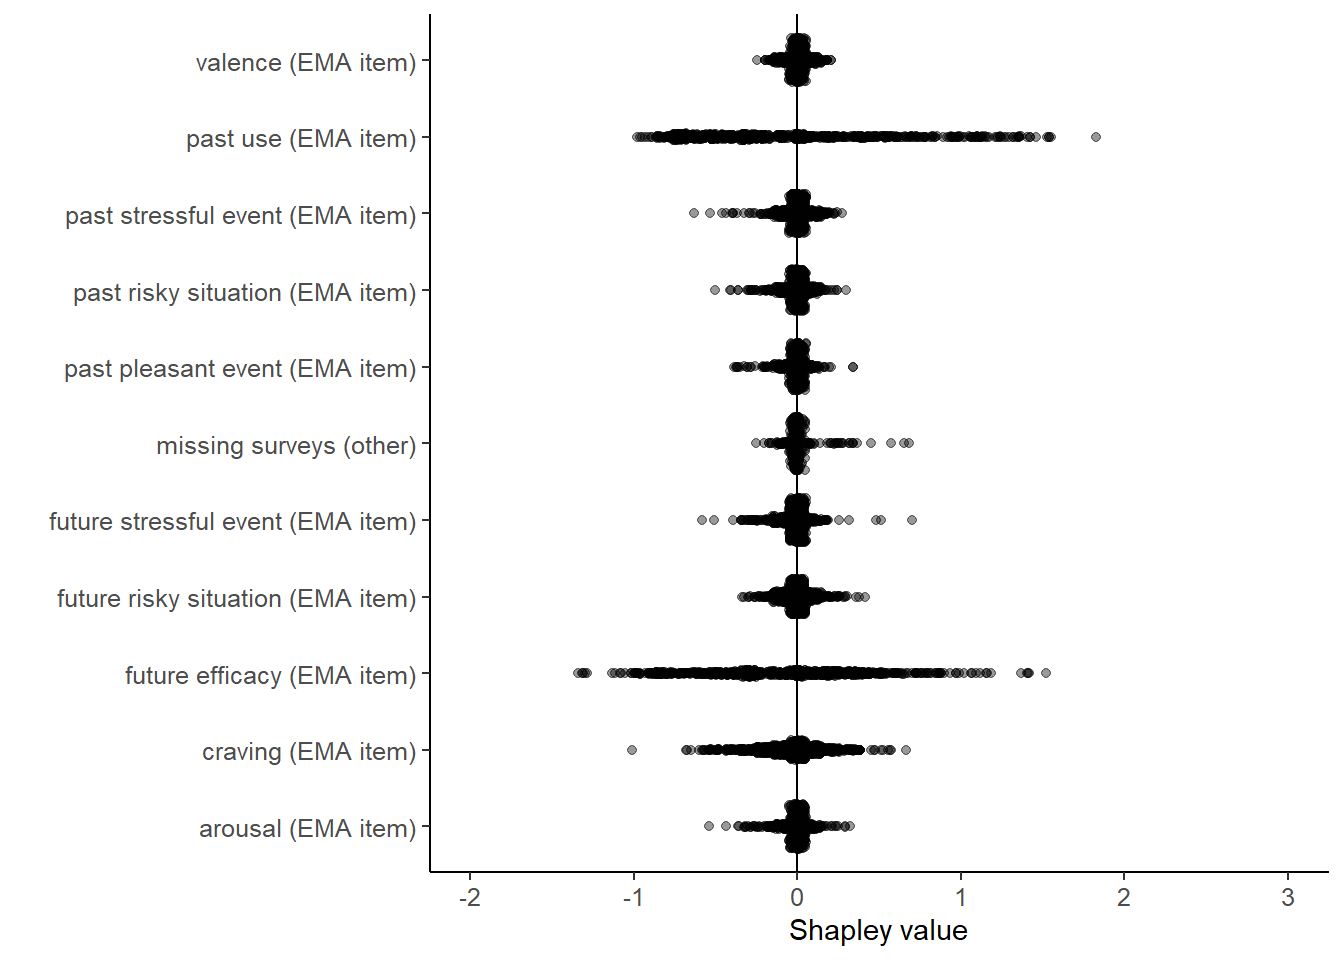 valence (EMA item)
past use (EMA item)
past stressful event (EMA item)
past risky situation (EMA item)
past pleasant event (EMA item)
missing surveys (other)
future stressful event (EMA item)
future risky situation (EMA item)
future efficacy (EMA item)
craving (EMA item)
arousal (EMA item)
-2 -1 0 1 2 3
Shapley value